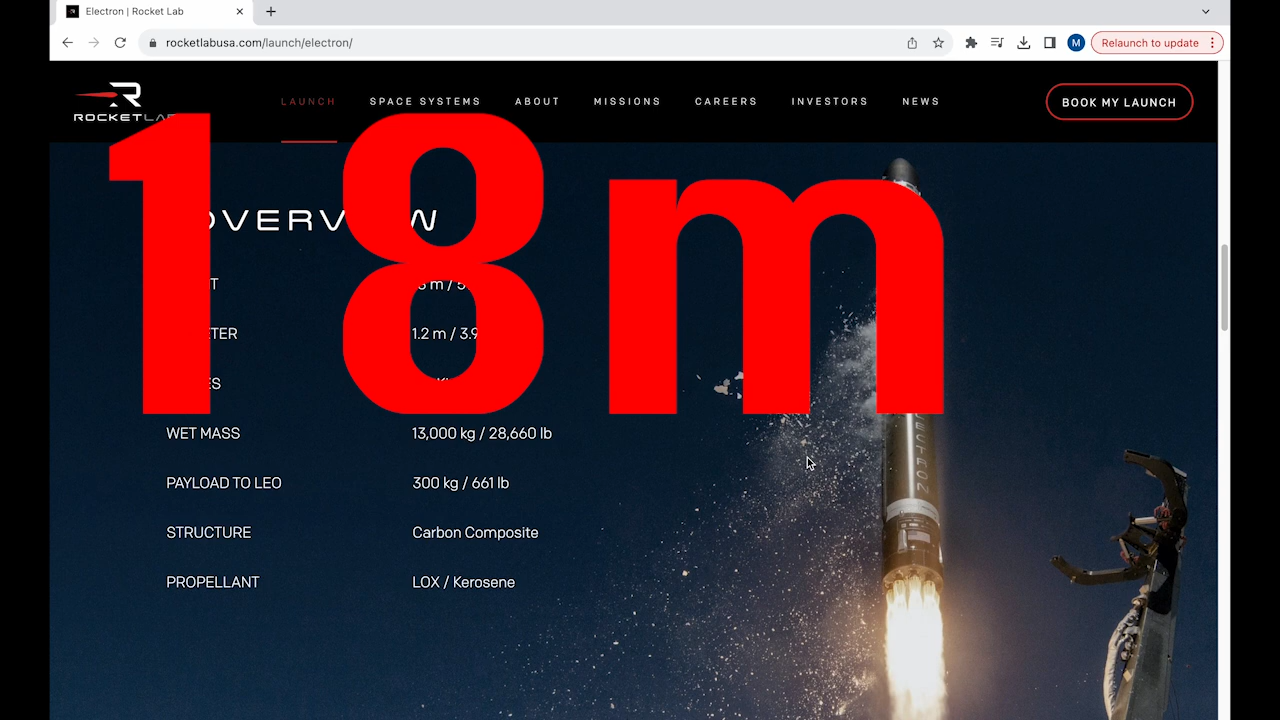 Electron | Rocket Lab
rocketlabusa.com/launch/electron/
M
Relaunch to update
ROCKETLAB
LAUNCH
SPACE SYSTEMS
ABOUT
MISSIONS
CAREERS
INVESTORS
NEWS
BOOK MY LAUNCH
18m
OVERVIEW
1.2 m / 3.9
WET MASS 13,000 kg / 28,660 lb
PAYLOAD TO LEO 300 kg / 661 lb
STRUCTURE Carbon Composite
PROPELLANT LOX / Kerosene